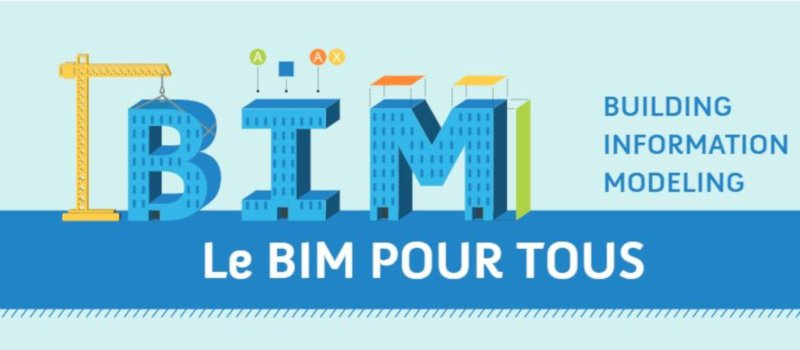 A A X
BIM
BUILDING
INFORMATION
MODELING
Le BIM POUR TOUS